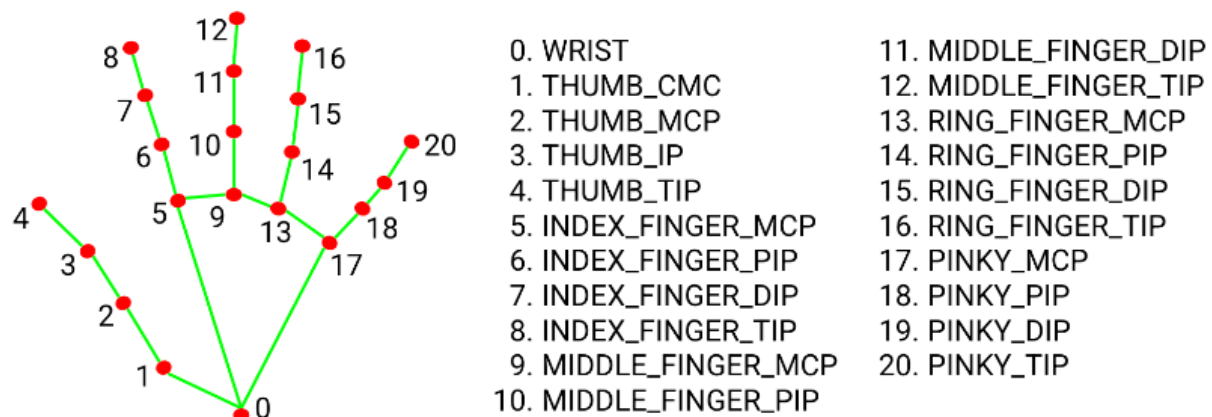 12
8
16
11
7
15
10
6
14
20
19
4
5
9
13
18
3
17
2
1
0
0. WRIST
1. THUMB_CMC
2. THUMB_MCP
3. THUMB_IP
4. THUMB_TIP
5. INDEX_FINGER_MCP
6. INDEX_FINGER_PIP
7. INDEX_FINGER_DIP
8. INDEX_FINGER_TIP
9. MIDDLE_FINGER_MCP
10. MIDDLE_FINGER_PIP
11. MIDDLE_FINGER_DIP
12. MIDDLE_FINGER_TIP
13. RING_FINGER_MCP
14. RING_FINGER_PIP
15. RING_FINGER_DIP
16. RING_FINGER_TIP
17. PINKY_MCP
18. PINKY_PIP
19. PINKY_DIP
20. PINKY_TIP